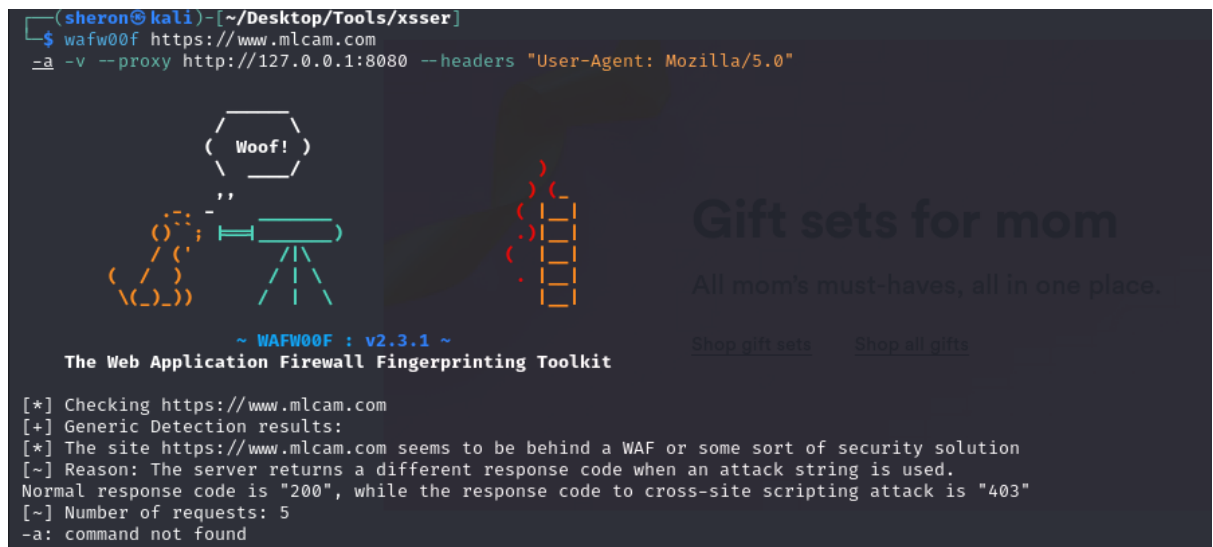 ┌──(sheron㉿kali)-[~/Desktop/Tools/xsser]
└─$ wafw00f https://www.mlcam.com
-a -v --proxy http://127.0.0.1:8080 --headers "User-Agent: Mozilla/5.0"
Woof!
Gift sets for mom
All mom's must-haves, all in one place.
Shop gift sets Shop all gifts
~ WAFW00F : v2.3.1 ~
The Web Application Firewall Fingerprinting Toolkit
[*] Checking https://www.mlcam.com
[+] Generic Detection results:
[*] The site https://www.mlcam.com seems to be behind a WAF or some sort of security solution
[~] Reason: The server returns a different response code when an attack string is used.
Normal response code is "200", while the response code to cross-site scripting attack is "403"
[~] Number of requests: 5
-a: command not found